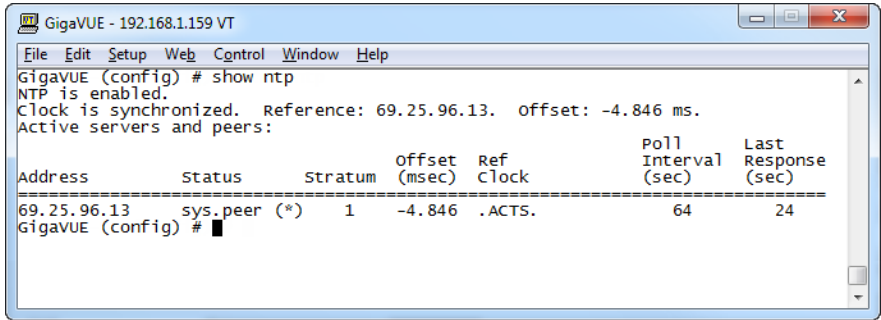 GigaVUE - 192.168.1.159 VT
File Edit Setup Web Control Window Help
GigaVUE (config) # show ntp
NTP is enabled.
Clock is synchronized. Reference: 69.25.96.13. Offset: -4.846 ms.
Active servers and peers:
Poll Last
Offset Ref Interval Response
Address Status Stratum (msec) Clock (sec) (sec)
==============================================================================
69.25.96.13 sys.peer (*) 1 -4.846 .ACTS. 64 24
GigaVUE (config) #